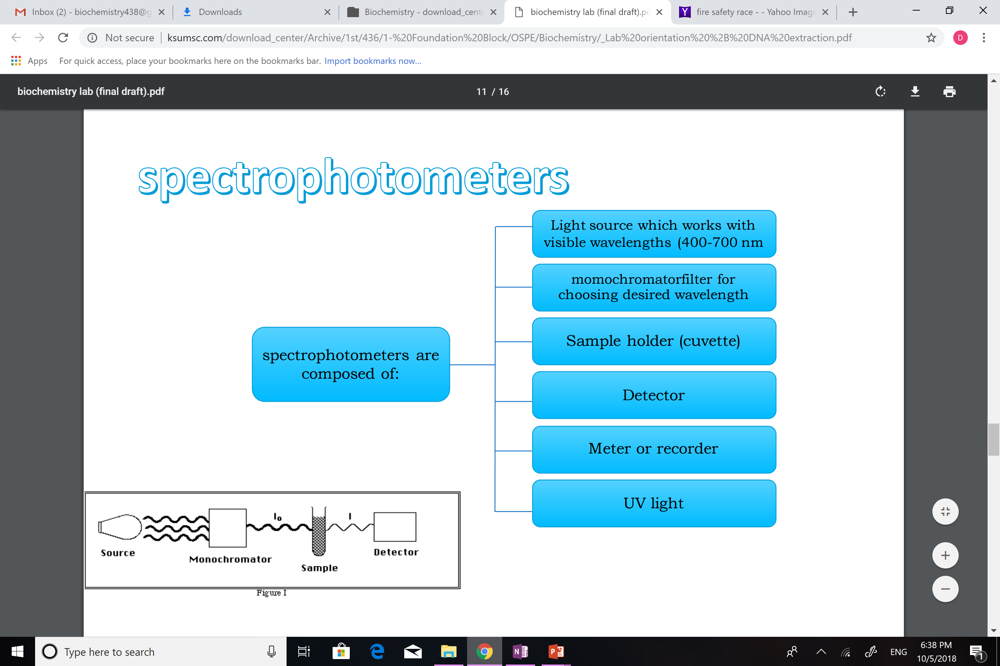 Inbox (2) - biochemistry438@g
Downloads
Biochemistry - download_cente
biochemistry lab (final draft).pd
Y
fire safety race - - Yahoo Image
Not secure
ksumsc.com/download_center/Archive/1st/436/1-%20Foundation%20Block/OSPE/Biochemistry/_Lab%20orientation%20%2B%20DNA%20extraction.pdf
D
Apps
For quick access, place your bookmarks here on the bookmarks bar. Import bookmarks now...
biochemistry lab (final draft).pdf
11 / 16
spectrophotometers
spectrophotometers are
composed of:
Light source which works with
visible wavelengths (400-700 nm
momochromatorfilter for
choosing desired wavelength
Sample holder (cuvette)
Detector
Meter or recorder
UV light
I₀
I
Source
Monochromator
Sample
Detector
Figure I
Type here to search
N
P
ENG
6:38 PM
10/5/2018
1